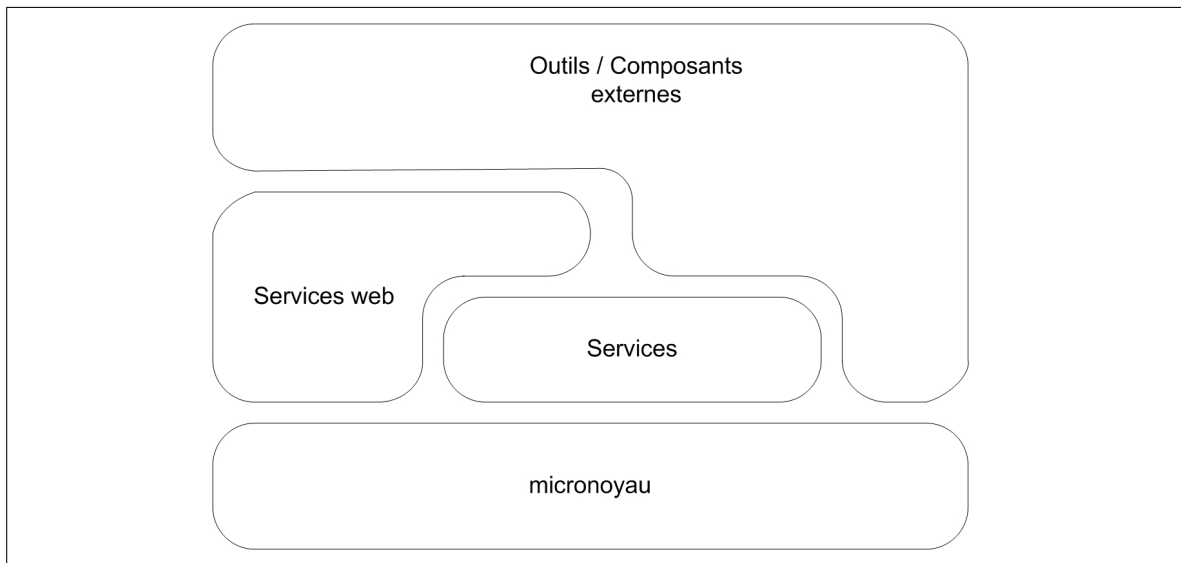 Outils / Composants
externes
Services web
Services
micronoyau